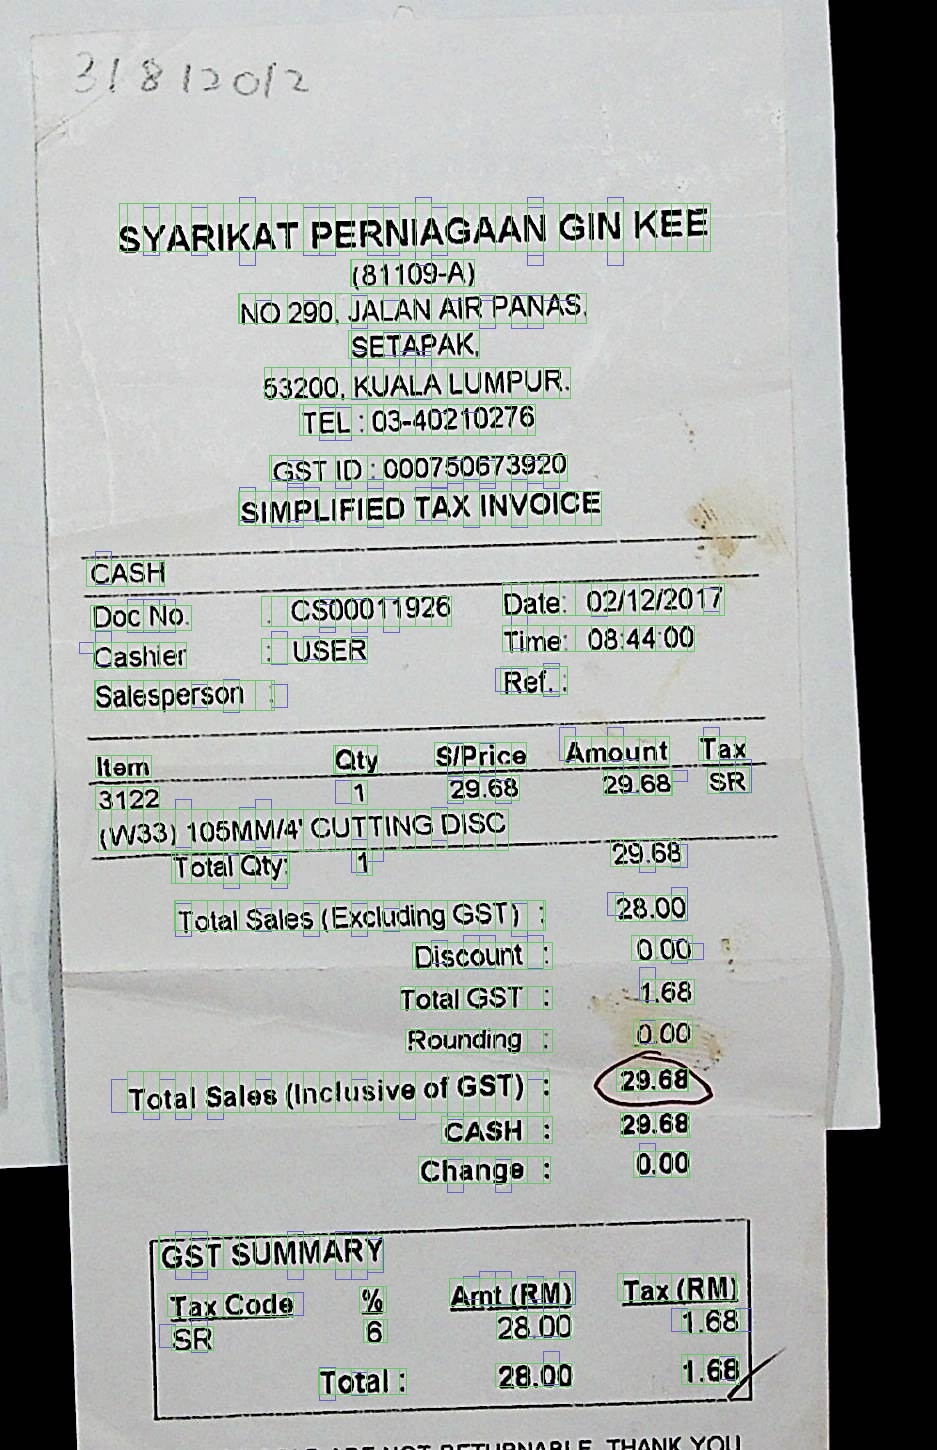 31812012
SYARIKAT PERNIAGAAN GIN KEE
(81109-A)
NO 290, JALAN AIR PANAS,
SETAPAK,
53200, KUALA LUMPUR.
TEL : 03-40210276
GST ID : 000750673920
SIMPLIFIED TAX INVOICE
CASH
Doc No. : CS00011926 Date: 02/12/2017
Cashier : USER Time: 08:44:00
Salesperson : Ref. :
Item Qty S/Price Amount Tax
3122 1 29.68 29.68 SR
(W33) 105MM/4' CUTTING DISC
Total Qty: 1 29.68
Total Sales (Excluding GST) : 28.00
Discount : 0.00
Total GST : 1.68
Rounding : 0.00
Total Sales (Inclusive of GST) : 29.68
CASH : 29.68
Change : 0.00
GST SUMMARY
Tax Code % Amt (RM) Tax (RM)
SR 6 28.00 1.68
Total : 28.00 1.68
ARE NOT RETURNABLE, THANK YOU